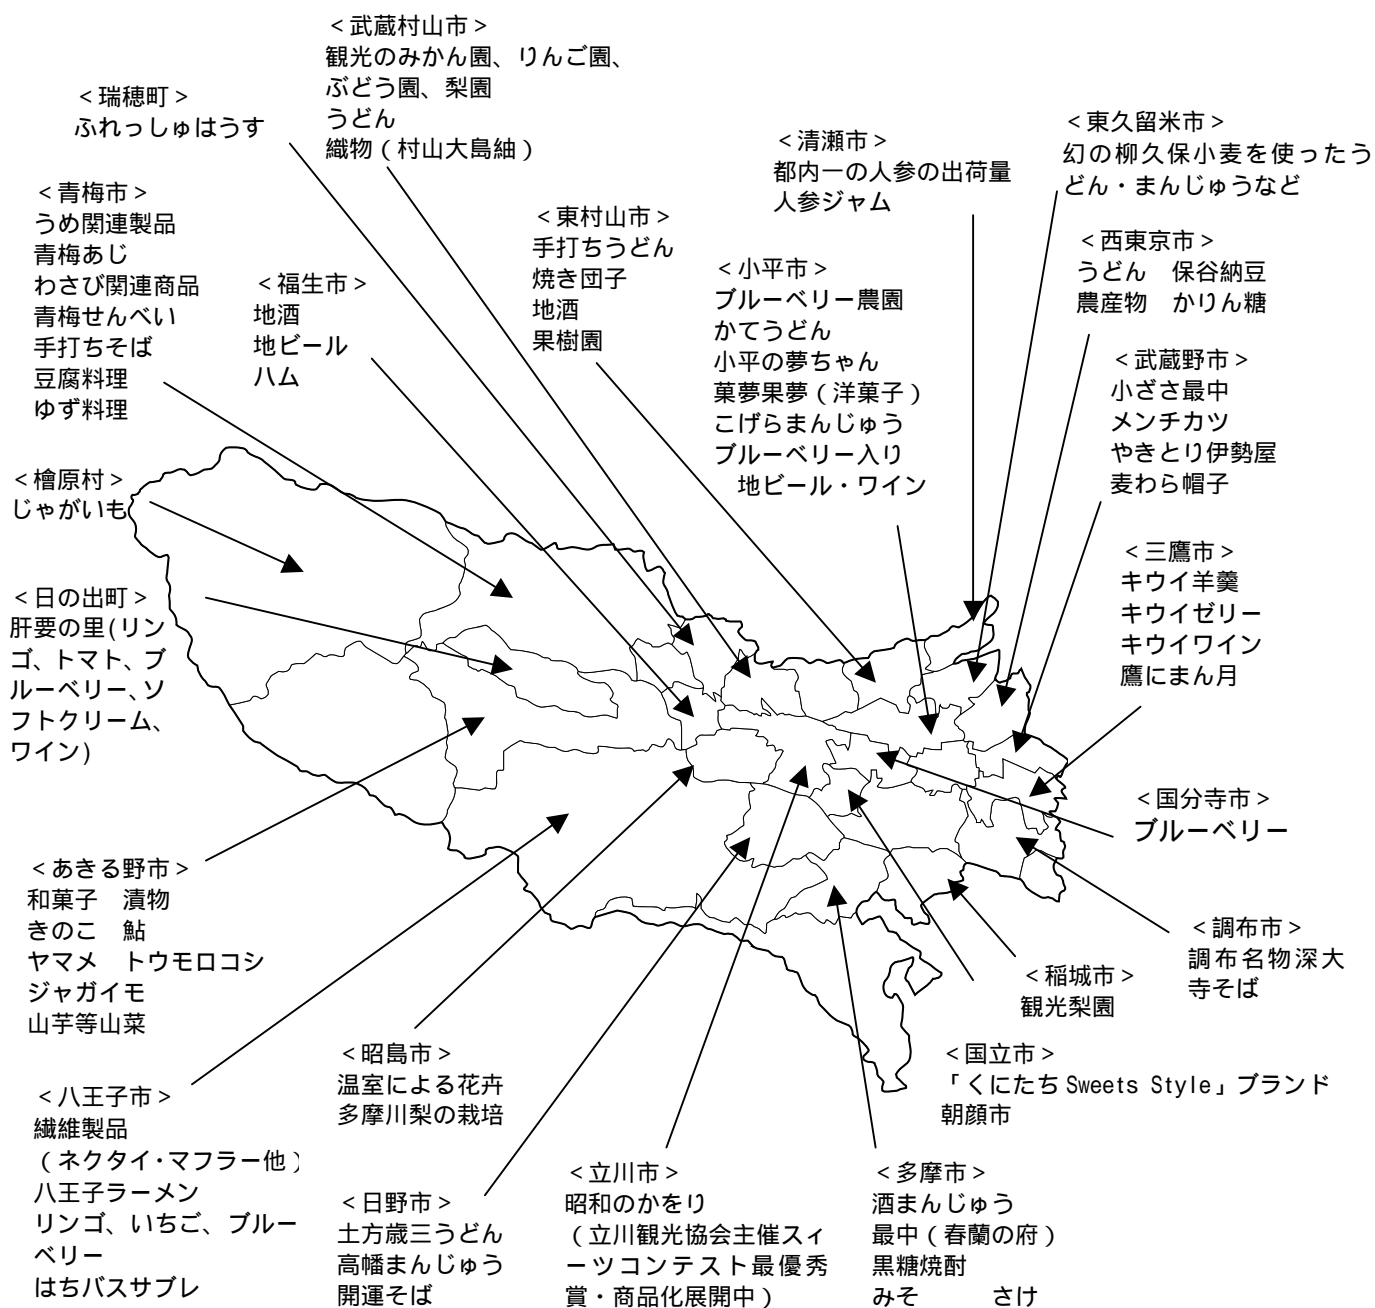 ＜武蔵村山市＞
観光のみかん園、りんご園、
ぶどう園、梨園
うどん
織物（村山大島紬）
＜瑞穂町＞
ふれっしゅはうす
＜青梅市＞
うめ関連製品
青梅あじ
わさび関連商品
青梅せんべい
手打ちそば
豆腐料理
ゆず料理
＜福生市＞
地酒
地ビール
ハム
＜東村山市＞
手打ちうどん
焼き団子
地酒
果樹園
＜清瀬市＞
都内一の人参の出荷量
人参ジャム
＜東久留米市＞
幻の柳久保小麦を使ったう
どん・まんじゅうなど
＜小平市＞
ブルーベリー農園
かてうどん
小平の夢ちゃん
菓夢果夢（洋菓子）
こげらまんじゅう
ブルーベリー入り
地ビール・ワイン
＜西東京市＞
うどん　保谷納豆
農産物　かりん糖
＜武蔵野市＞
小ざさ最中
メンチカツ
やきとり伊勢屋
麦わら帽子
＜三鷹市＞
キウイ羊羹
キウイゼリー
キウイワイン
鷹にまん月
＜檜原村＞
じゃがいも
＜日の出町＞
肝要の里(リン
ゴ、トマト、ブ
ルーベリー、ソ
フトクリーム、
ワイン)
＜国分寺市＞
ブルーベリー
＜あきる野市＞
和菓子　漬物
きのこ　鮎
ヤマメ　トウモロコシ
ジャガイモ
山芋等山菜
＜調布市＞
調布名物深大
寺そば
＜稲城市＞
観光梨園
＜昭島市＞
温室による花卉
多摩川梨の栽培
＜国立市＞
「くにたち Sweets Style」ブランド
朝顔市
＜八王子市＞
繊維製品
（ネクタイ・マフラー他）
八王子ラーメン
リンゴ、いちご、ブルー
ベリー
はちバスサブレ
＜日野市＞
土方歳三うどん
高幡まんじゅう
開運そば
＜立川市＞
昭和のかをり
（立川観光協会主催スィ
ーツコンテスト最優秀
賞・商品化展開中）
＜多摩市＞
酒まんじゅう
最中（春蘭の府）
黒糖焼酎
みそ　　さけ